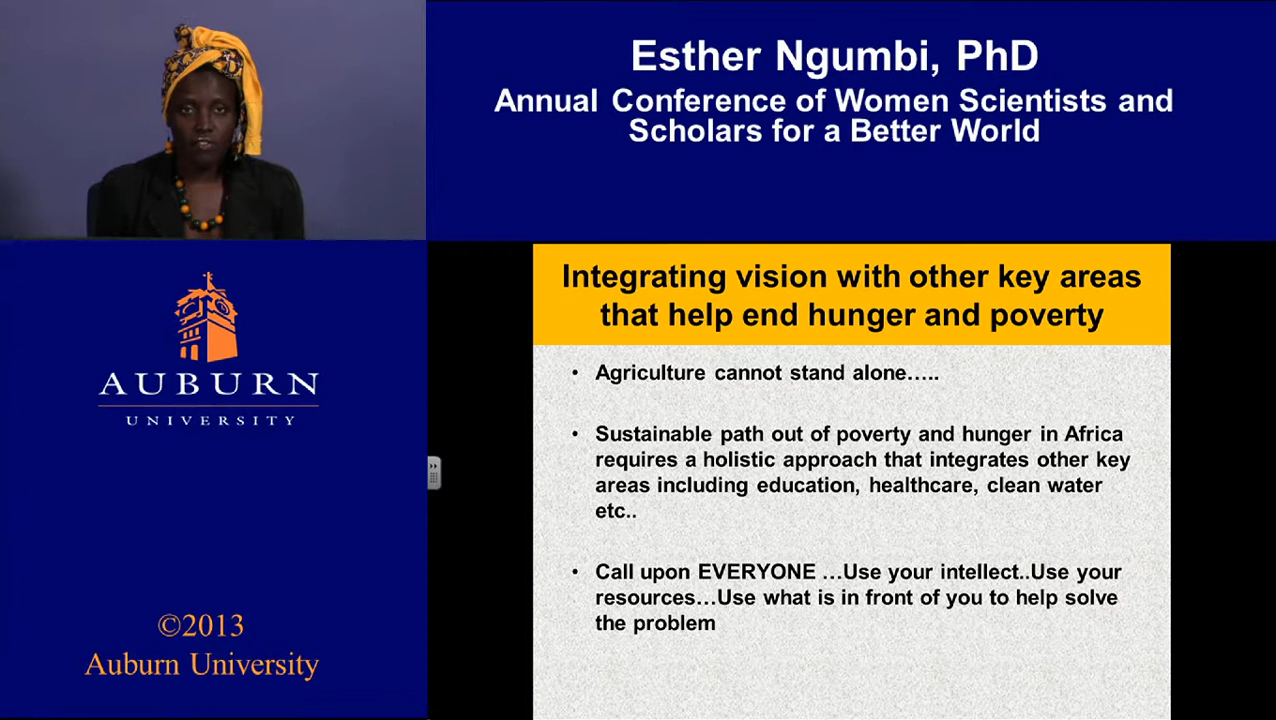 Esther Ngumbi, PhD
Annual Conference of Women Scientists and
Scholars for a Better World
AUBURN
UNIVERSITY
©2013
Auburn University
Integrating vision with other key areas
that help end hunger and poverty
• Agriculture cannot stand alone…..
• Sustainable path out of poverty and hunger in Africa
requires a holistic approach that integrates other key
areas including education, healthcare, clean water
etc..
• Call upon EVERYONE …Use your intellect..Use your
resources…Use what is in front of you to help solve
the problem